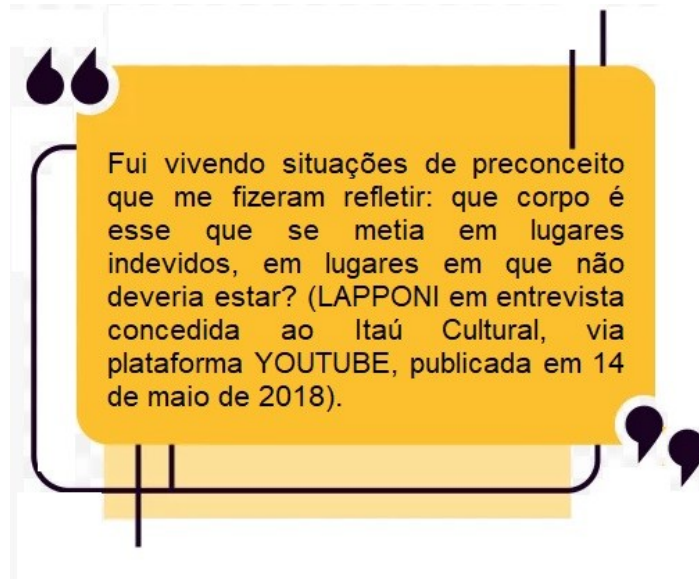 Fui vivendo situações de preconceito
que me fizeram refletir: que corpo é
esse que se metia em lugares
indevidos, em lugares em que não
deveria estar? (LAPPONI em entrevista
concedida ao Itaú Cultural, via
plataforma YOUTUBE, publicada em 14
de maio de 2018).